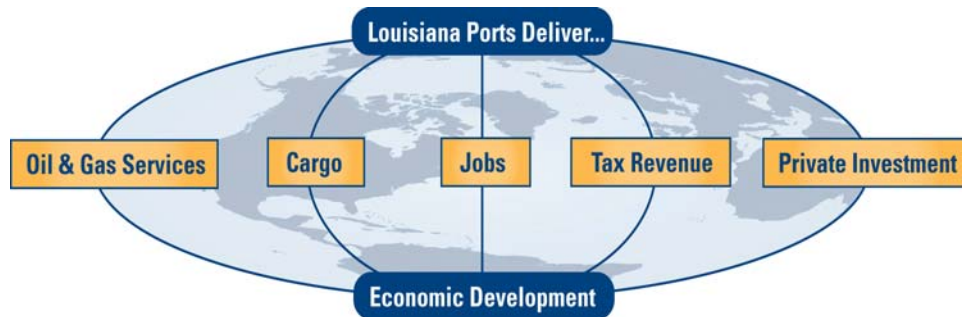 Louisiana Ports Deliver...
Oil & Gas Services
Cargo
Jobs
Tax Revenue
Private Investment
Economic Development